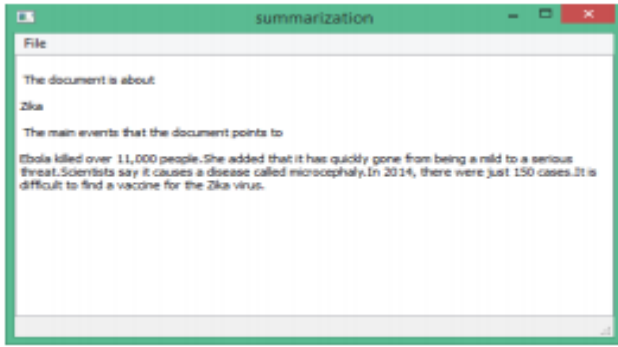 summarization
File
The document is about
Zika
The main events that the document points to
Ebola killed over 11,000 people.She added that it has quickly gone from being a mild to a serious
threat.Scientists say it causes a disease called microcephaly.In 2014, there were just 150 cases.It is
difficult to find a vaccine for the Zika virus.